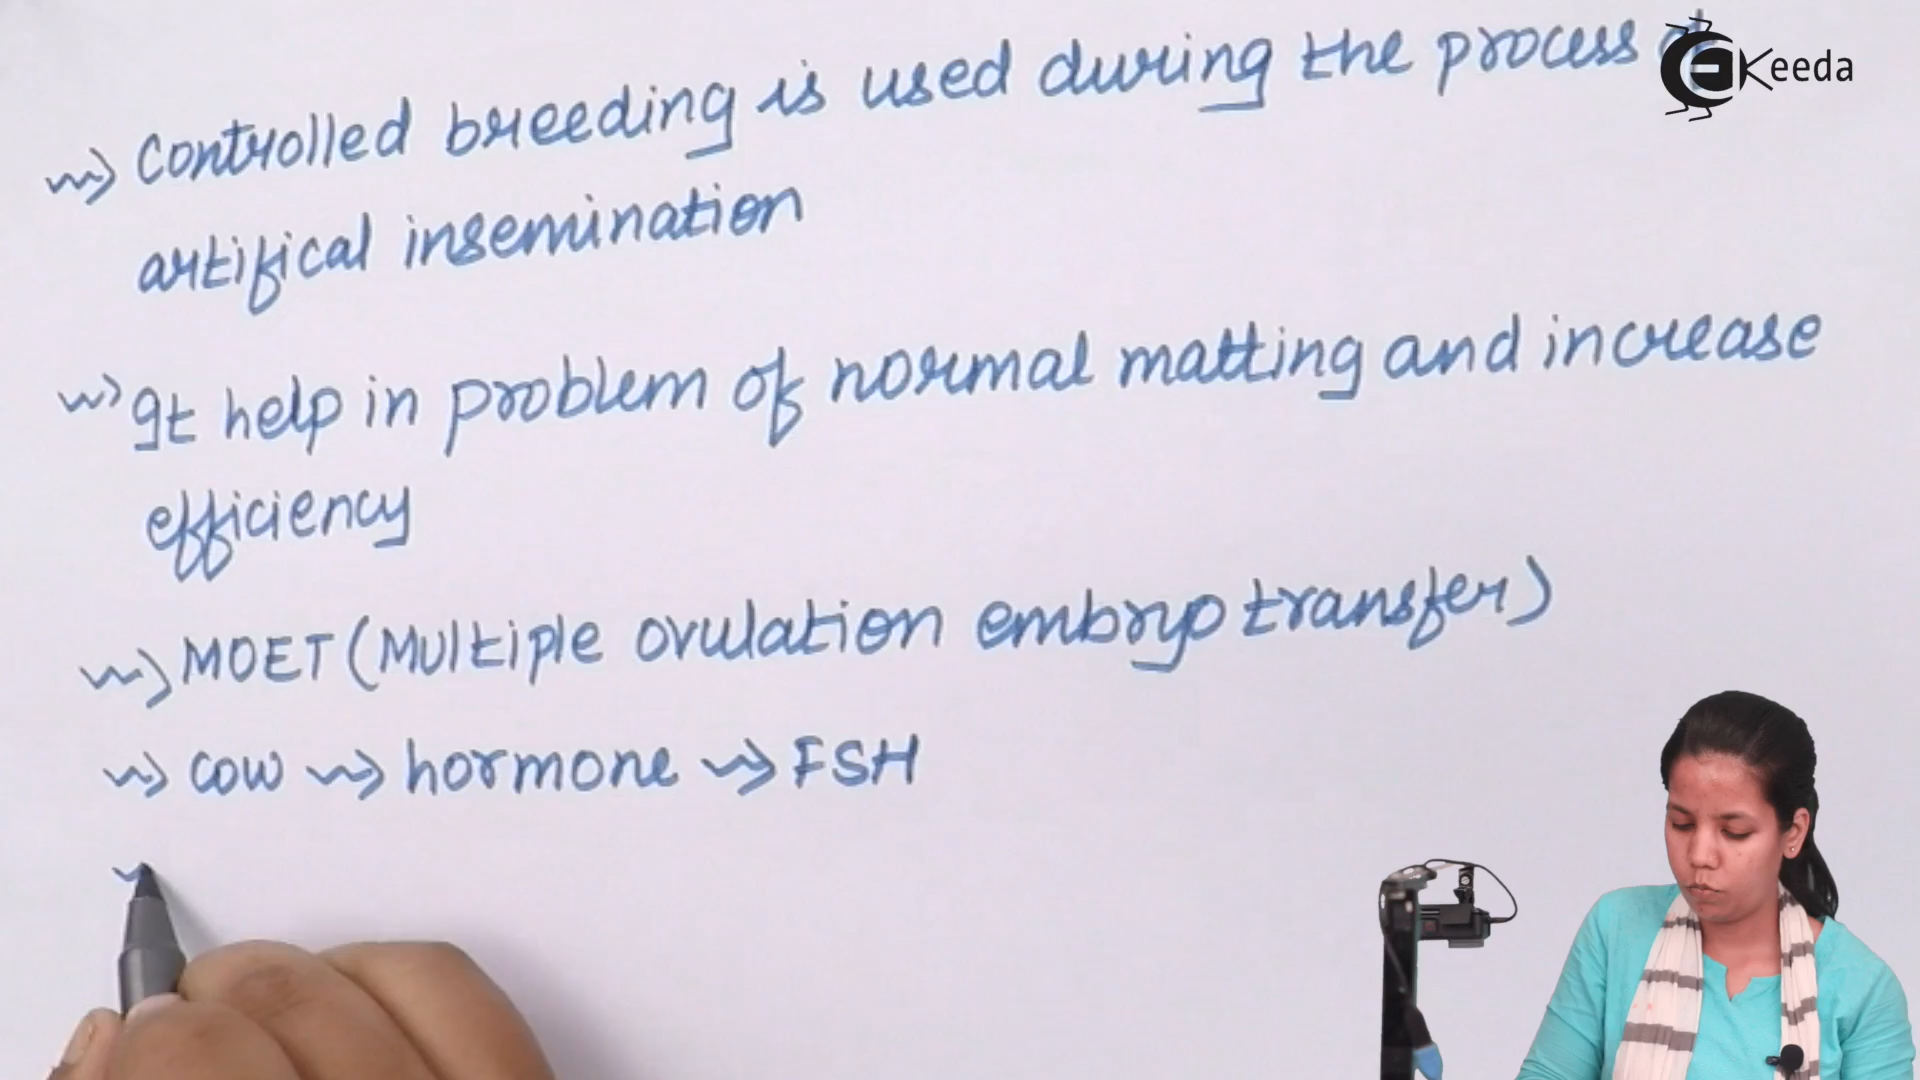 Controlled breeding is used during the process
artifical insemination
It help in problem of normal matting and increase
efficiency
MOET (Multiple ovulation embryo transfer)
cow hormone FSH
Keeda